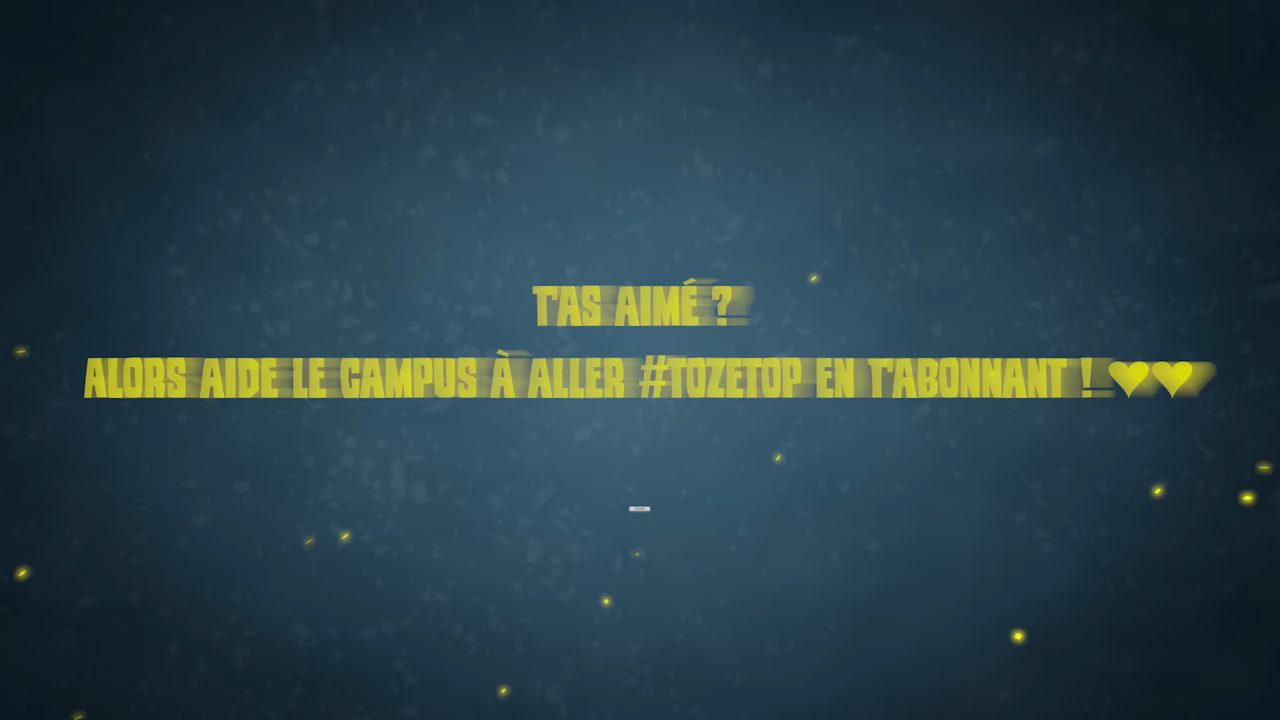 T'AS AIMÉ ?
ALORS AIDE LE CAMPUS À ALLER #TOZETOP EN T'ABONNANT ! ♥♥